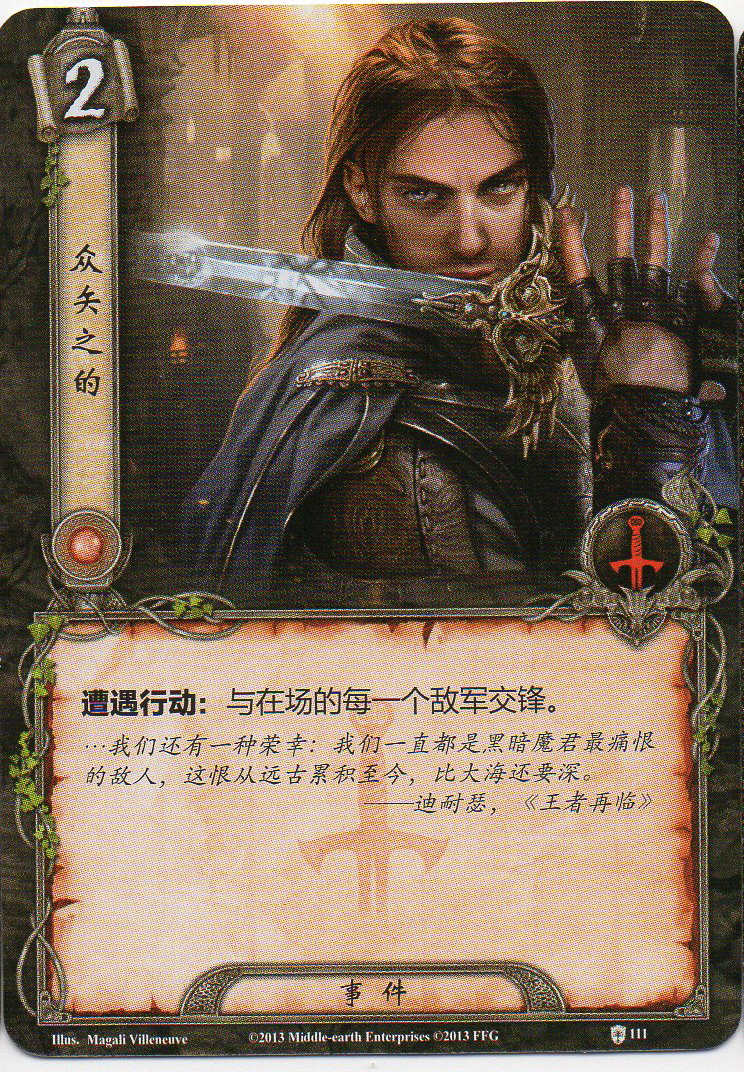 2
众矢之的
遭遇行动：与在场的每一个敌军交锋。
…我们还有一种荣幸：我们一直都是黑暗魔君最痛恨
的敌人，这恨从远古累积至今，比大海还要深。
——迪耐瑟，《王者再临》
事件
Illus. Magali Villeneuve ©2013 Middle-earth Enterprises ©2013 FFG 111